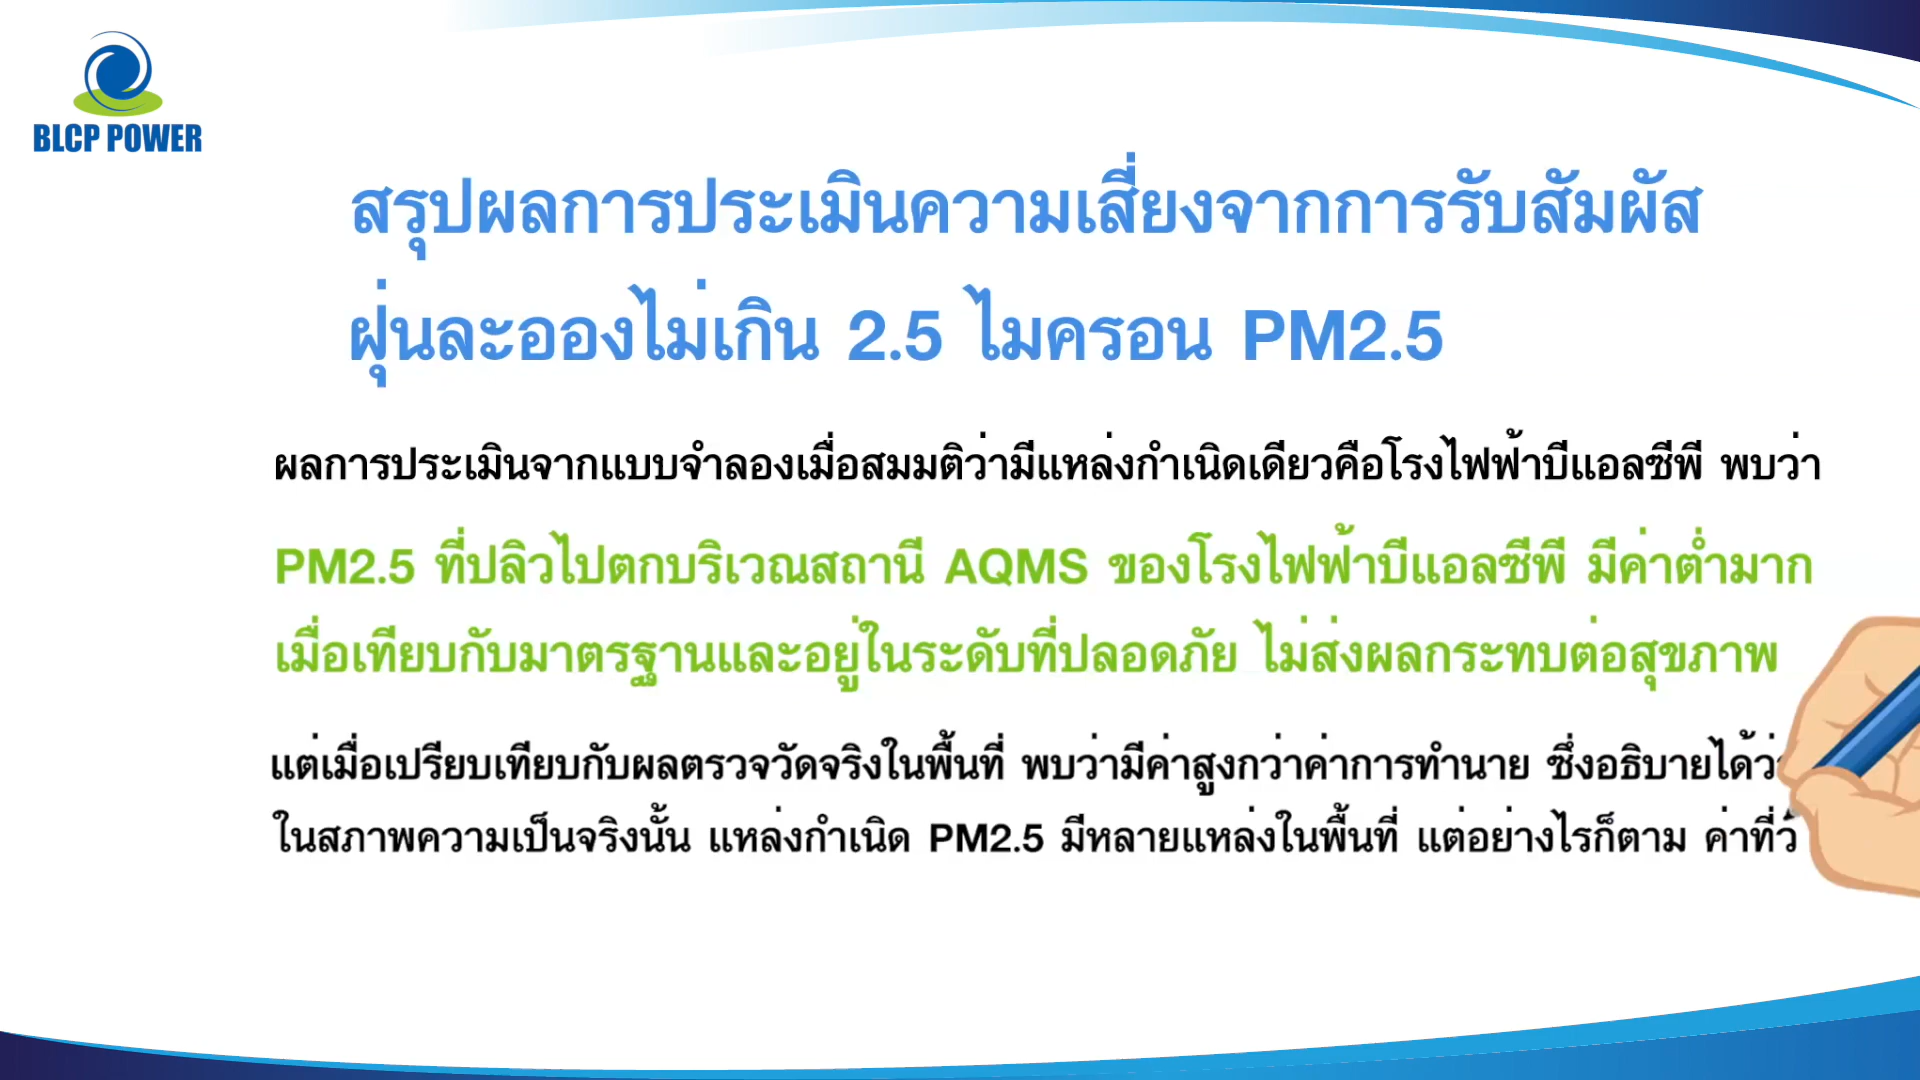 BLCP POWER
สรุปผลการประเมินความเสี่ยงจากการรับสัมผัส
ฝุ่นละอองไม่เกิน 2.5 ไมครอน PM2.5
ผลการประเมินจากแบบจำลองเมื่อสมมติว่ามีแหล่งกำเนิดเดียวคือโรงไฟฟ้าบีแอลซีพี พบว่า
PM2.5 ที่ปลิวไปตกบริเวณสถานี AQMS ของโรงไฟฟ้าบีแอลซีพี มีค่าต่ำมาก
เมื่อเทียบกับมาตรฐานและอยู่ในระดับที่ปลอดภัย ไม่ส่งผลกระทบต่อสุขภาพ
แต่เมื่อเปรียบเทียบกับผลตรวจวัดจริงในพื้นที่ พบว่ามีค่าสูงกว่าค่าการทำนาย ซึ่งอธิบายได้
ในสภาพความเป็นจริงนั้น แหล่งกำเนิด PM2.5 มีหลายแหล่งในพื้นที่ แต่อย่างไรก็ตาม ค่าที่